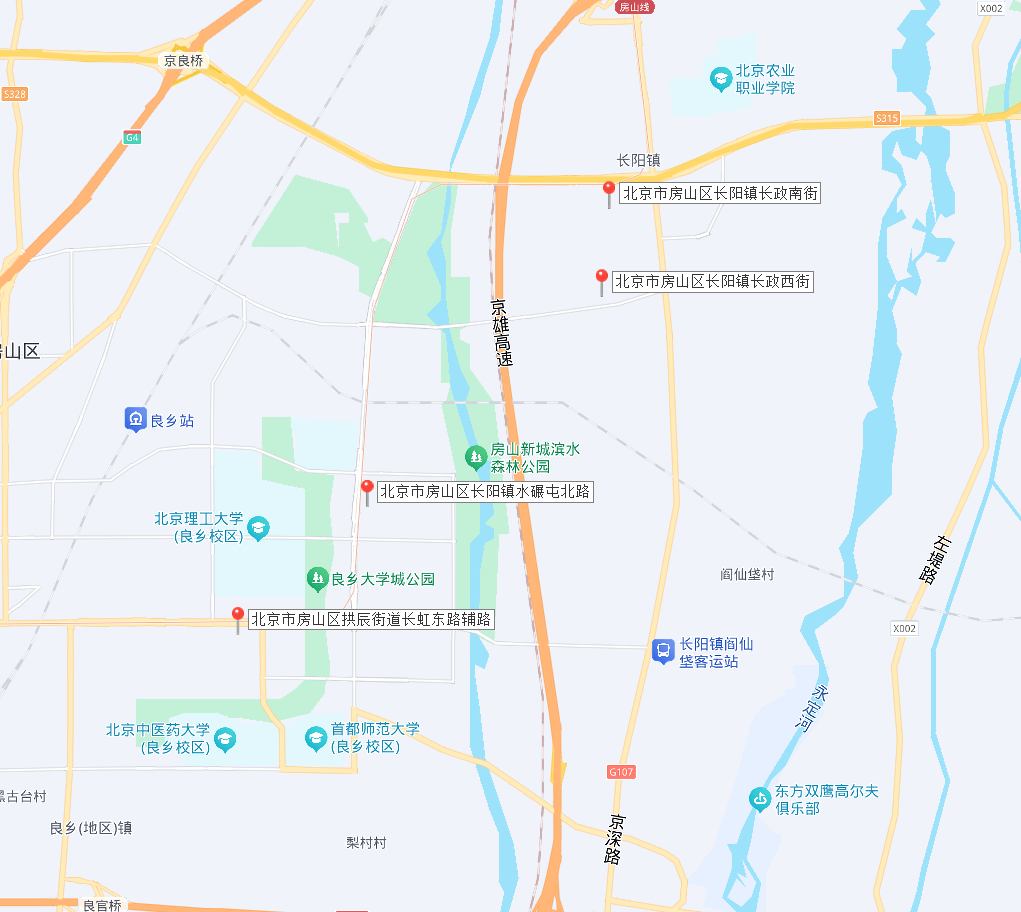 房山线
X002
京良桥
北京农业
职业学院
S328
S315
G4
长阳镇
北京市房山区长阳镇长政南街
北京市房山区长阳镇长政西街
京雄高速
山区
良乡站
房山新城滨水
森林公园
北京市房山区长阳镇水碾屯北路
北京理工大学
(良乡校区)
左堤路
良乡大学城公园
阎仙垡村
北京市房山区拱辰街道长虹东路辅路
X002
长阳镇阎仙
垡客运站
永定河
北京中医药大学
(良乡校区)
首都师范大学
(良乡校区)
G107
东方双鹰高尔夫
俱乐部
黑古台村
良乡(地区)镇
京深路
梨村村
良官桥